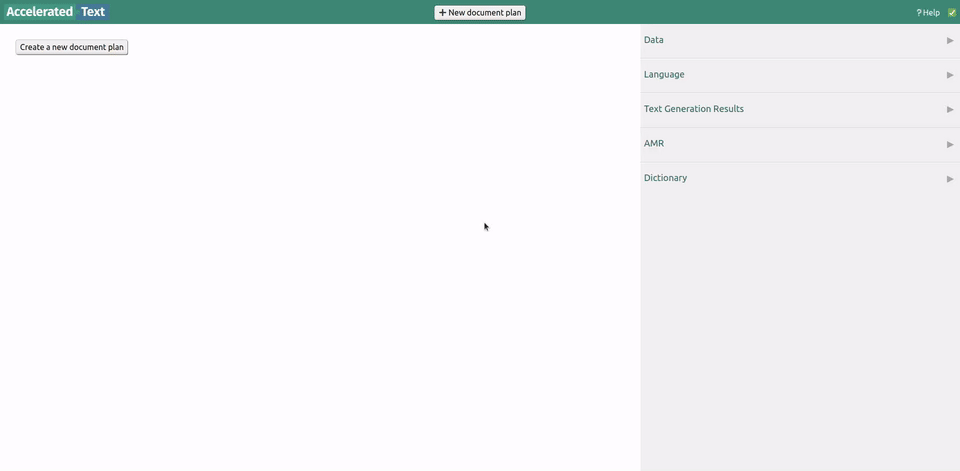 Accelerated Text
+ New document plan
? Help
Create a new document plan
Data
Language
Text Generation Results
AMR
Dictionary